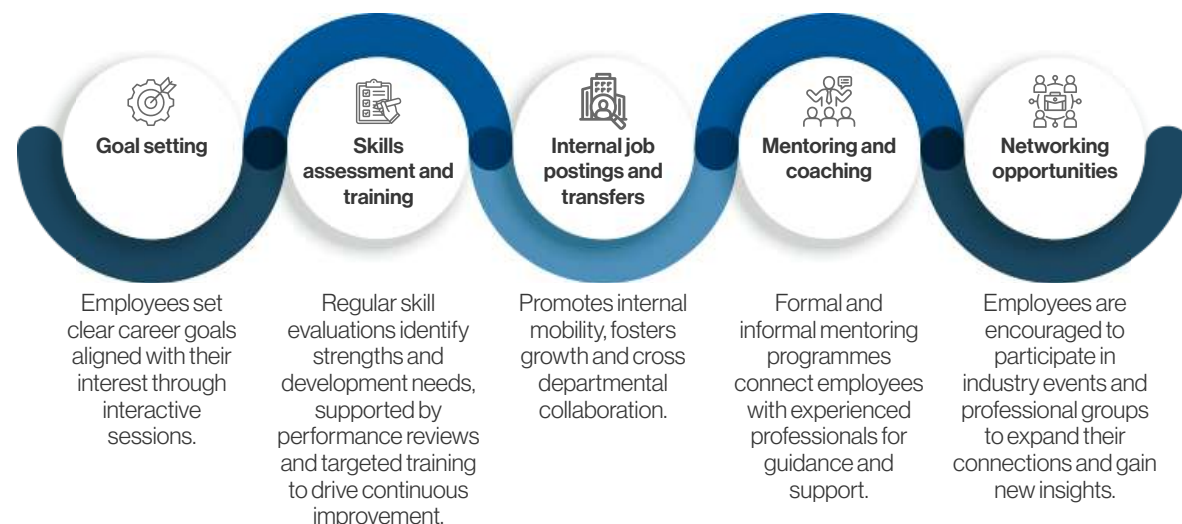 Goal setting
Employees set
clear career goals
aligned with their
interest through
interactive
sessions.
Skills
assessment and
training
Regular skill
evaluations identify
strengths and
development needs,
supported by
performance reviews
and targeted training
to drive continuous
improvement.
Internal job
postings and
transfers
Promotes internal
mobility, fosters
growth and cross
departmental
collaboration.
Mentoring and
coaching
Formal and
informal mentoring
programmes
connect employees
with experienced
professionals for
guidance and
support.
Networking
opportunities
Employees are
encouraged to
participate in
industry events and
professional groups
to expand their
connections and gain
new insights.